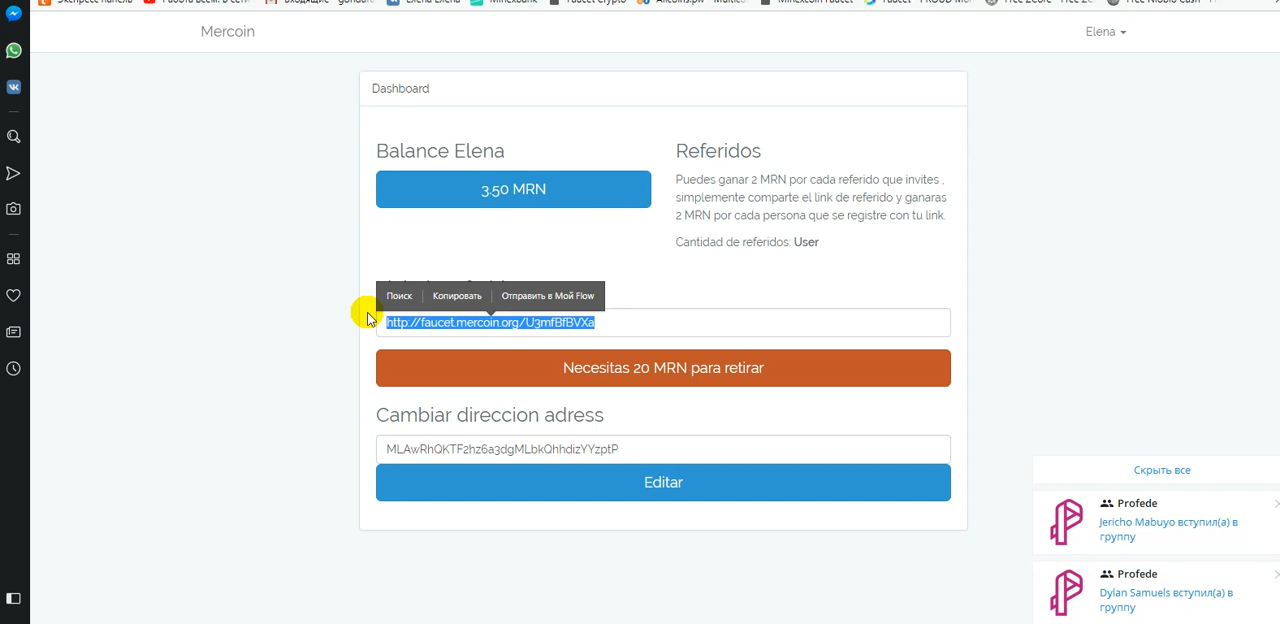 Mercoin
Elena
Dashboard
Balance Elena
3.50 MRN
Referidos
Puedes ganar 2 MRN por cada referido que invites ,
simplemente comparte el link de referido y ganaras
2 MRN por cada persona que se registre con tu link.
Cantidad de referidos: User
Поиск
Копировать
Отправить в Мой Flow
http://faucet.mercoin.org/U3mfBfBVXa
Necesitas 20 MRN para retirar
Cambiar direccion adress
MLAwRhQKTF2hz6a3dgMLbkQhhdizYYzptP
Editar
Скрыть все
Profede
Jericho Mabuyo вступил(а) в
группу
Profede
Dylan Samuels вступил(а) в
группу